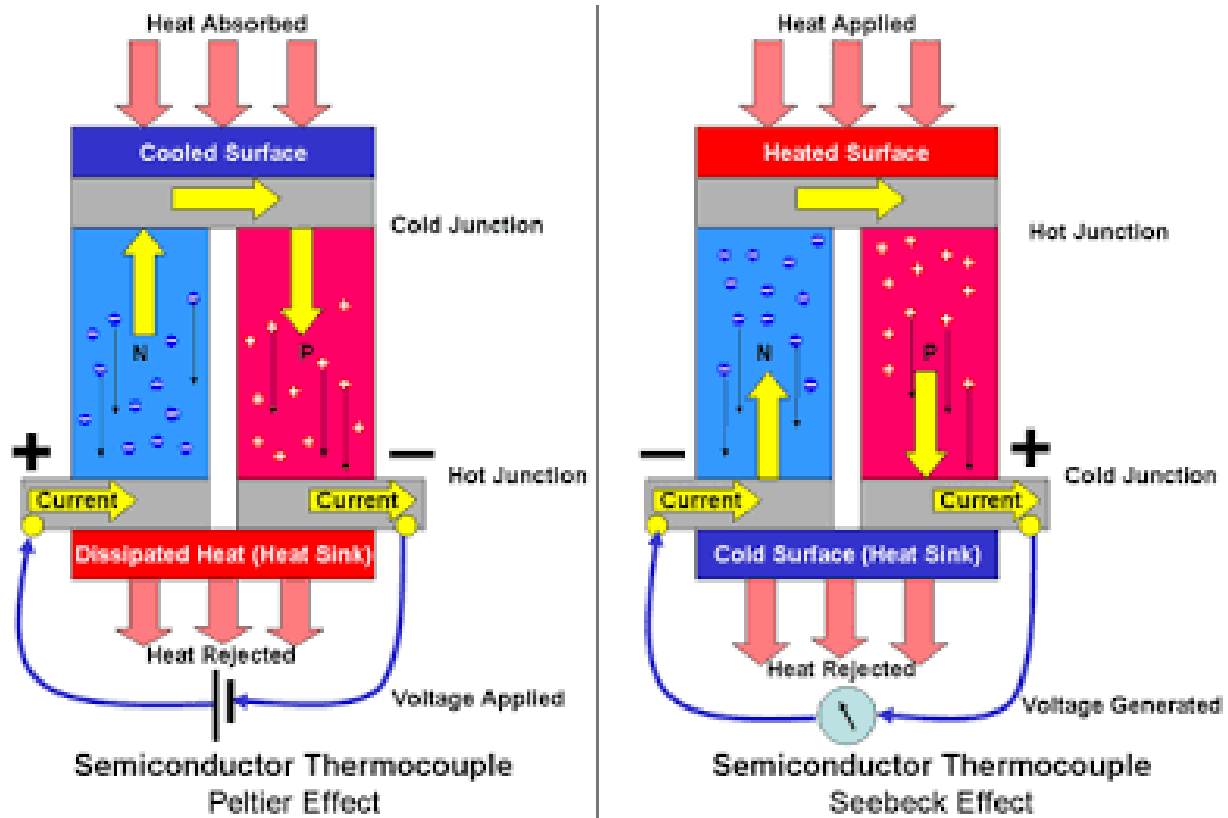 Heat Absorbed
Cooled Surface
Cold Junction
N
P
+
−
Hot Junction
Current
Current
Dissipated Heat (Heat Sink)
Heat Rejected
Voltage Applied
Semiconductor Thermocouple
Peltier Effect
Heat Applied
Heated Surface
Hot Junction
N
P
−
+
Cold Junction
Current
Current
Cold Surface (Heat Sink)
Heat Rejected
Voltage Generated
Semiconductor Thermocouple
Seebeck Effect